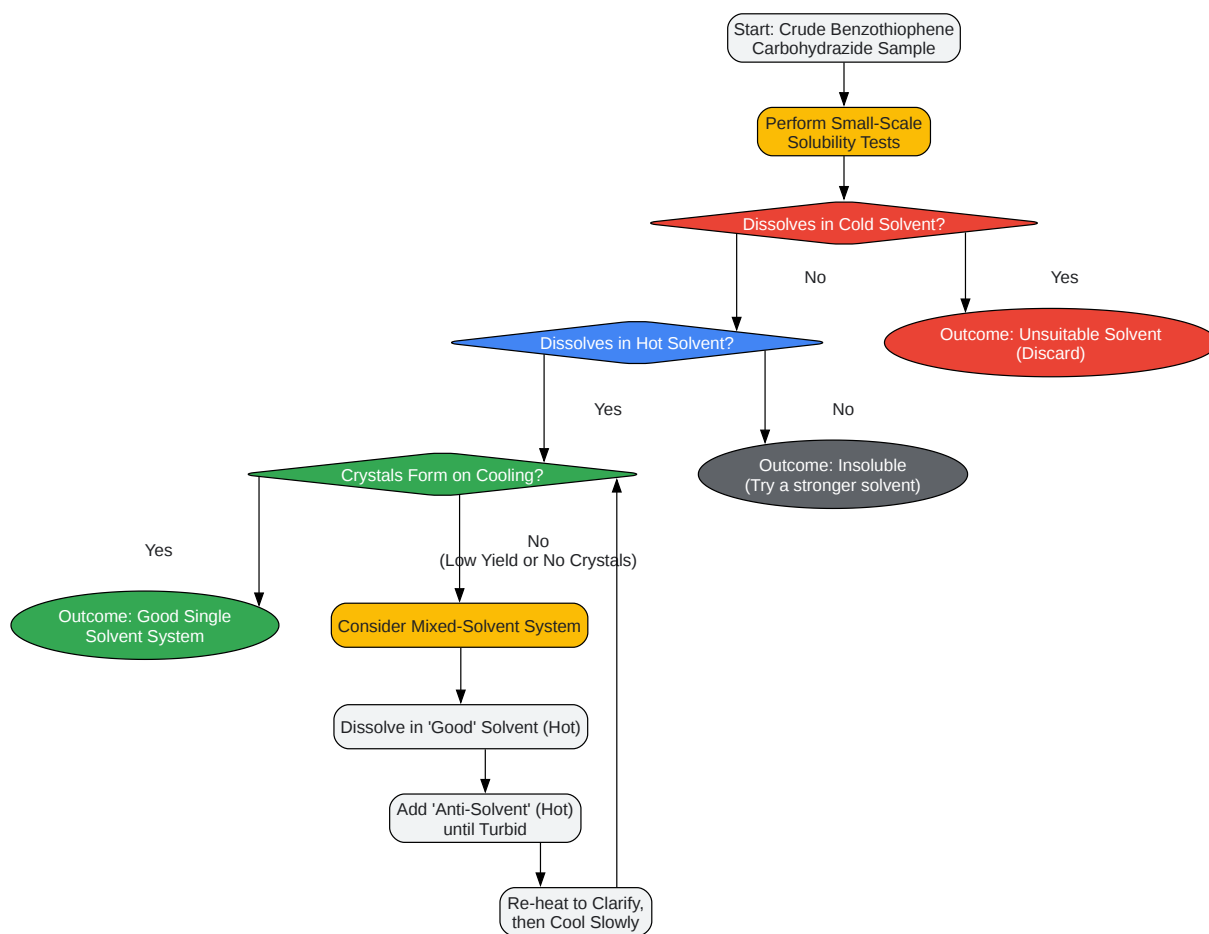 Start: Crude Benzothiophene
Carbohydrazide Sample
Perform Small-Scale
Solubility Tests
Dissolves in Cold Solvent?
No
Yes
Dissolves in Hot Solvent?
Outcome: Unsuitable Solvent
(Discard)
Yes
No
Crystals Form on Cooling?
Outcome: Insoluble
(Try a stronger solvent)
Yes
No
(Low Yield or No Crystals)
Outcome: Good Single
Solvent System
Consider Mixed-Solvent System
Dissolve in 'Good' Solvent (Hot)
Add 'Anti-Solvent' (Hot)
until Turbid
Re-heat to Clarify,
then Cool Slowly